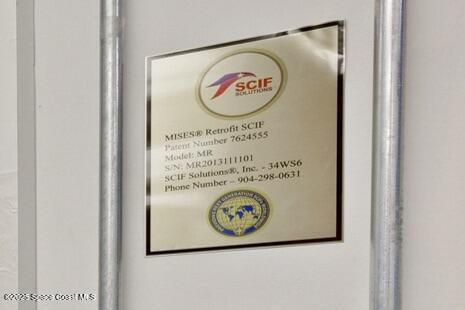 SCIF
SOLUTIONS
MISES® Retrofit SCIF
Patent Number 7624555
Model: MR
S/N: MR2013111101
SCIF Solutions®, Inc. - 34WS6
Phone Number – 904-298-0631
Space Coast MLS